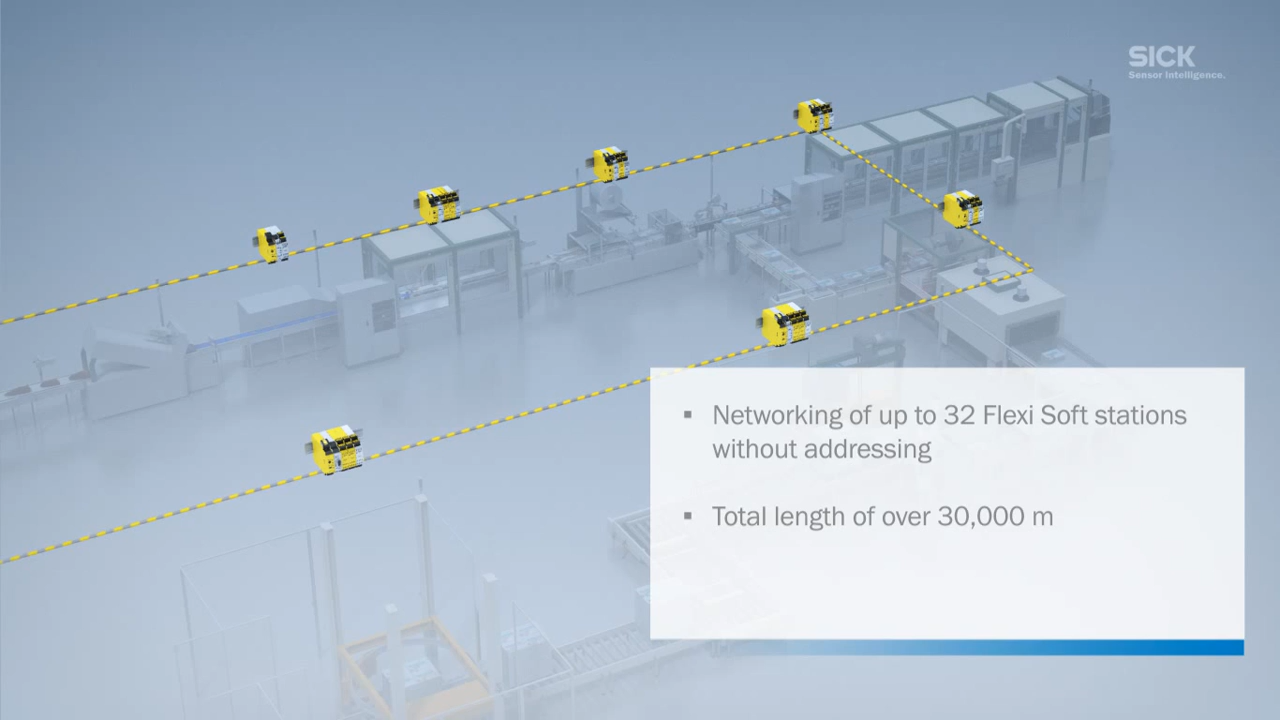 SICK
Sensor Intelligence.
▪ Networking of up to 32 Flexi Soft stations
without addressing
▪ Total length of over 30,000 m